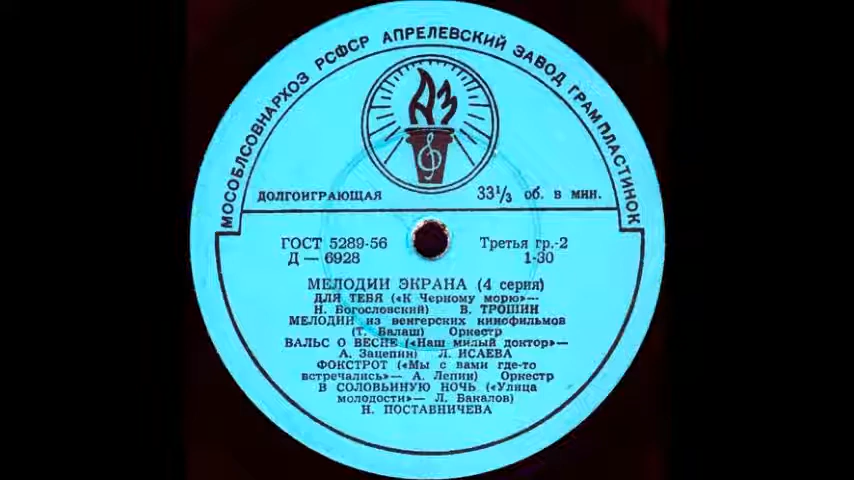 МОСОБЛСОВНАРХОЗ РСФСР АПРЕЛЕВСКИЙ ЗАВОД ГРАМПЛАСТИНОК
АЗ
ДОЛГОИГРАЮЩАЯ 33⅓ об. в мин.
ГОСТ 5289-56 Третья гр.-2
Д — 6928 1-30
МЕЛОДИИ ЭКРАНА (4 серия)
ДЛЯ ТЕБЯ («К Черному морю»—
Н. Богословский) В. ТРОШИН
МЕЛОДИИ из венгерских кинофильмов
(Т. Балаш) Оркестр
ВАЛЬС О ВЕСНЕ («Наш милый доктор»—
А. Зацепин) Л. ИСАЕВА
ФОКСТРОТ («Мы с вами где-то
встречались»— А. Лепин) Оркестр
В СОЛОВЬИНУЮ НОЧЬ («Улица
молодости»— Л. Бакалов)
Н. ПОСТАВНИЧЕВА